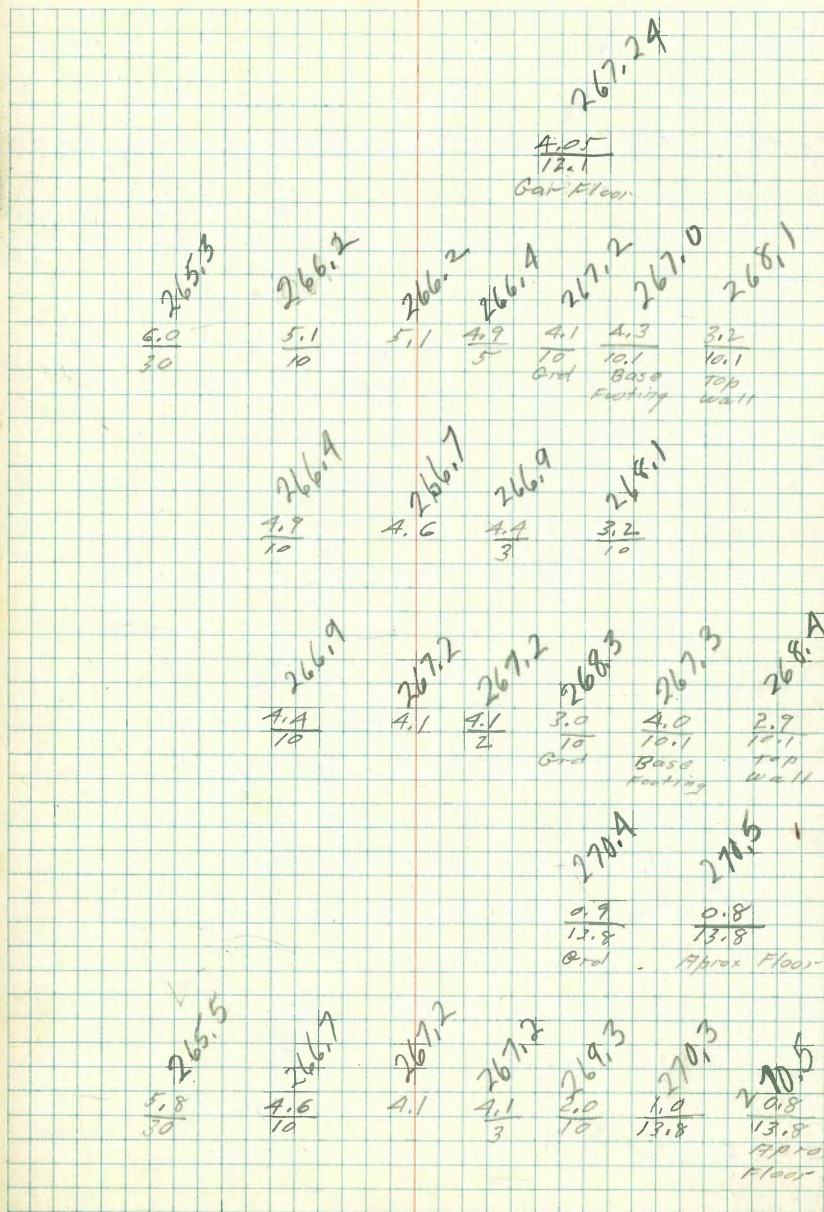 267.24
4.05
12.1
Gar Floor
265.3 266.2 266.2 266.4 267.2 267.0 268.1
6.0 5.1 5.1 4.9 4.1 4.3 3.2
30 10 5 10 10.1 10.1
Grd Base Top
Footing wall
266.4 266.7 266.9 268.1
4.9 4.6 4.4 3.2
10 3 10
266.9 267.2 267.2 268.3 267.3 268.4
4.4 4.1 4.1 3.0 4.0 2.9
10 2 10 10.1 10.1
Grd Base Top
Footing wall
270.4 270.5
0.9 0.8
13.8 13.8
Grd . Aprox Floor
265.5 266.7 267.2 267.2 269.3 270.3 270.5
5.8 4.6 4.1 4.1 2.0 1.0 0.8
30 10 3 10 13.8 13.8
Aprox
Floor